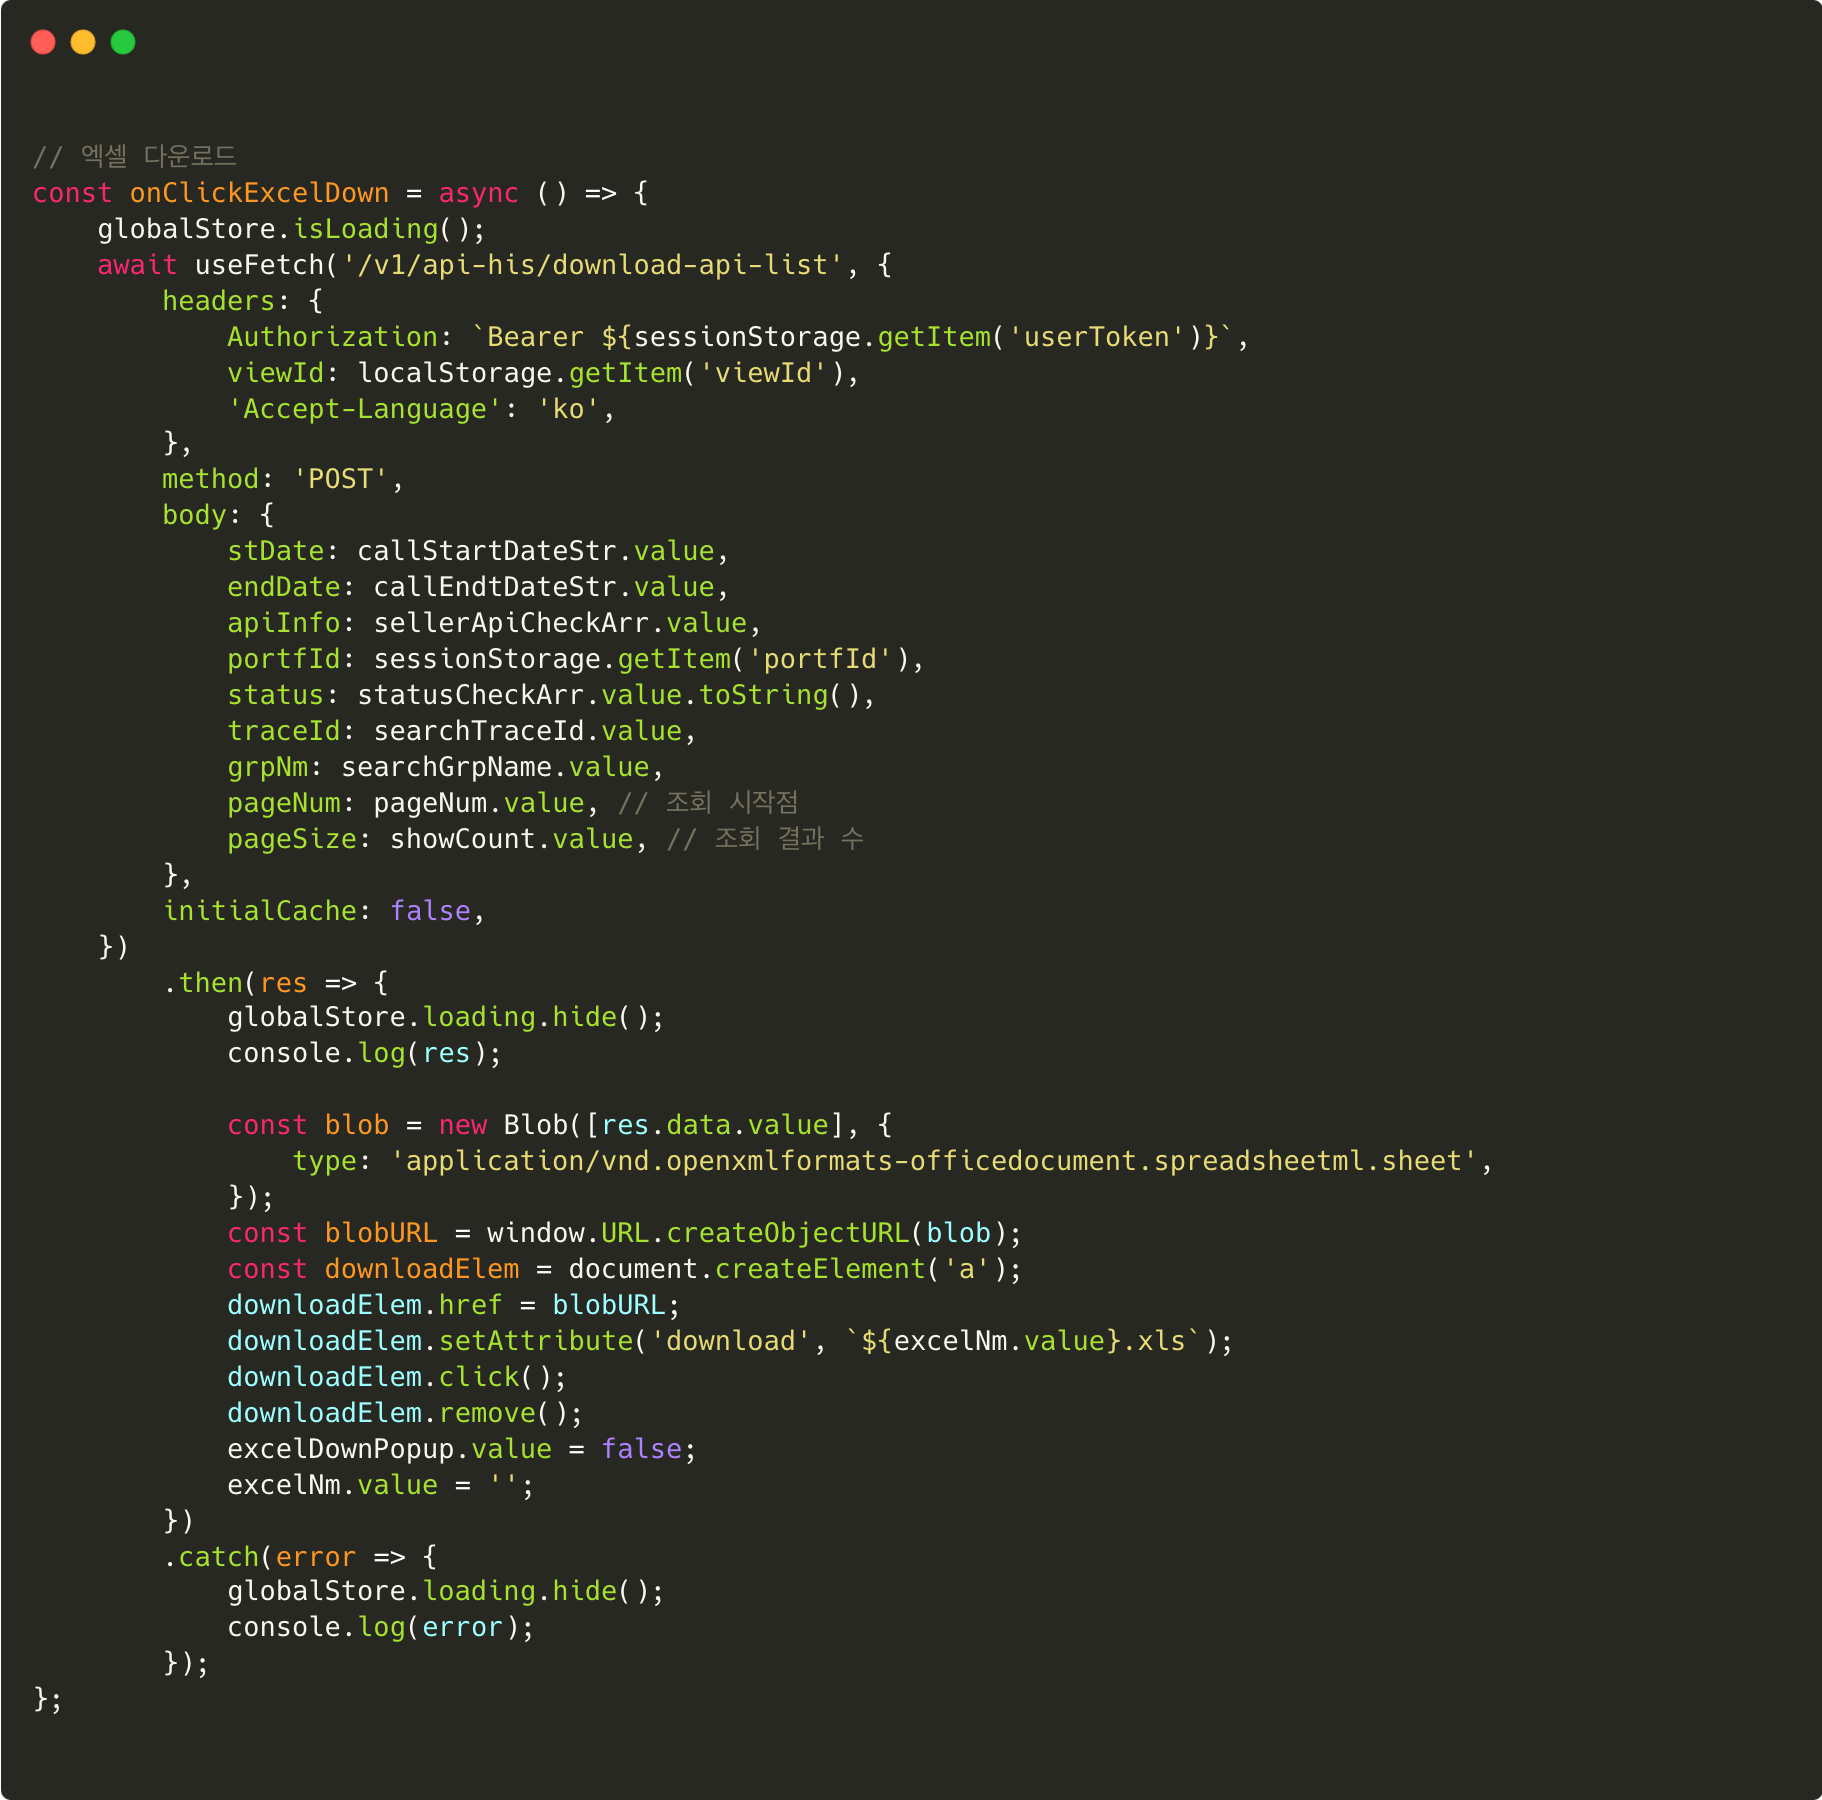 // 엑셀 다운로드
const onClickExcelDown = async () => {
    globalStore.isLoading();
    await useFetch('/v1/api-his/download-api-list', {
        headers: {
            Authorization: `Bearer ${sessionStorage.getItem('userToken')}`,
            viewId: localStorage.getItem('viewId'),
            'Accept-Language': 'ko',
        },
        method: 'POST',
        body: {
            stDate: callStartDateStr.value,
            endDate: callEndtDateStr.value,
            apiInfo: sellerApiCheckArr.value,
            portfId: sessionStorage.getItem('portfId'),
            status: statusCheckArr.value.toString(),
            traceId: searchTraceId.value,
            grpNm: searchGrpName.value,
            pageNum: pageNum.value, // 조회 시작점
            pageSize: showCount.value, // 조회 결과 수
        },
        initialCache: false,
    })
        .then(res => {
            globalStore.loading.hide();
            console.log(res);

            const blob = new Blob([res.data.value], {
                type: 'application/vnd.openxmlformats-officedocument.spreadsheetml.sheet',
            });
            const blobURL = window.URL.createObjectURL(blob);
            const downloadElem = document.createElement('a');
            downloadElem.href = blobURL;
            downloadElem.setAttribute('download', `${excelNm.value}.xls`);
            downloadElem.click();
            downloadElem.remove();
            excelDownPopup.value = false;
            excelNm.value = '';
        })
        .catch(error => {
            globalStore.loading.hide();
            console.log(error);
        });
};